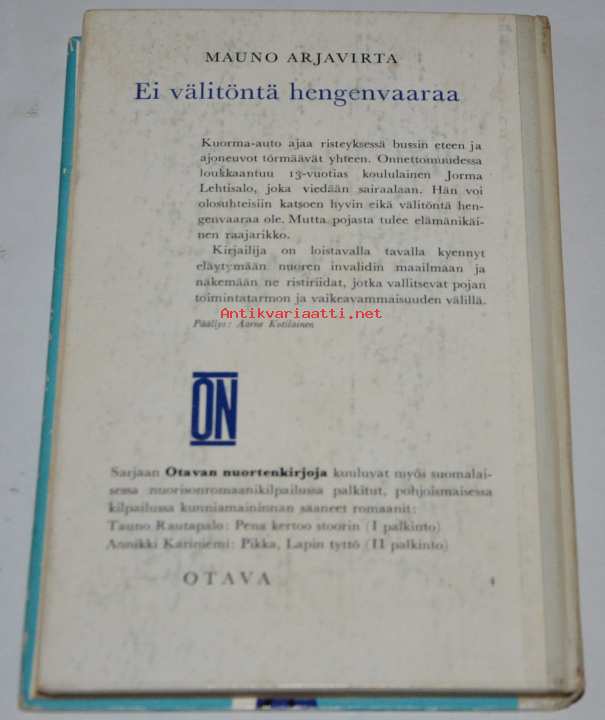 MAUNO ARJAVIRTA
Ei välitöntä hengenvaaraa
Kuorma-auto ajaa risteyksessä bussin eteen ja
ajoneuvot törmäävät yhteen. Onnettomuudessa
loukkaantuu 13-vuotias koululainen Jorma
Lehtisalo, joka viedään sairaalaan. Hän voi
olosuhteisiin katsoen hyvin eikä välitöntä hen-
genvaaraa ole. Mutta pojasta tulee elämänikäi-
nen raajarikko.
Kirjailija on loistavalla tavalla kyennyt
eläytymään nuoren invalidin maailmaan ja
näkemään ne ristiriidat, jotka vallitsevat pojan
toimintatarmon ja vaikeavammaisuuden välillä.
Antikvariaatti.net
Päällys: Aarne Kotilainen
ON
Sarjaan Otavan nuortenkirjoja kuuluvat myös suomalai-
sessa nuorisonromaanikilpailussa palkitut, pohjoismaisessa
kilpailussa kunniamaininnan saaneet romaanit:
Tauno Rautapalo: Pena kertoo stoorin (I palkinto)
Annikki Kariniemi: Pikka, Lapin tyttö (II palkinto)
OTAVA